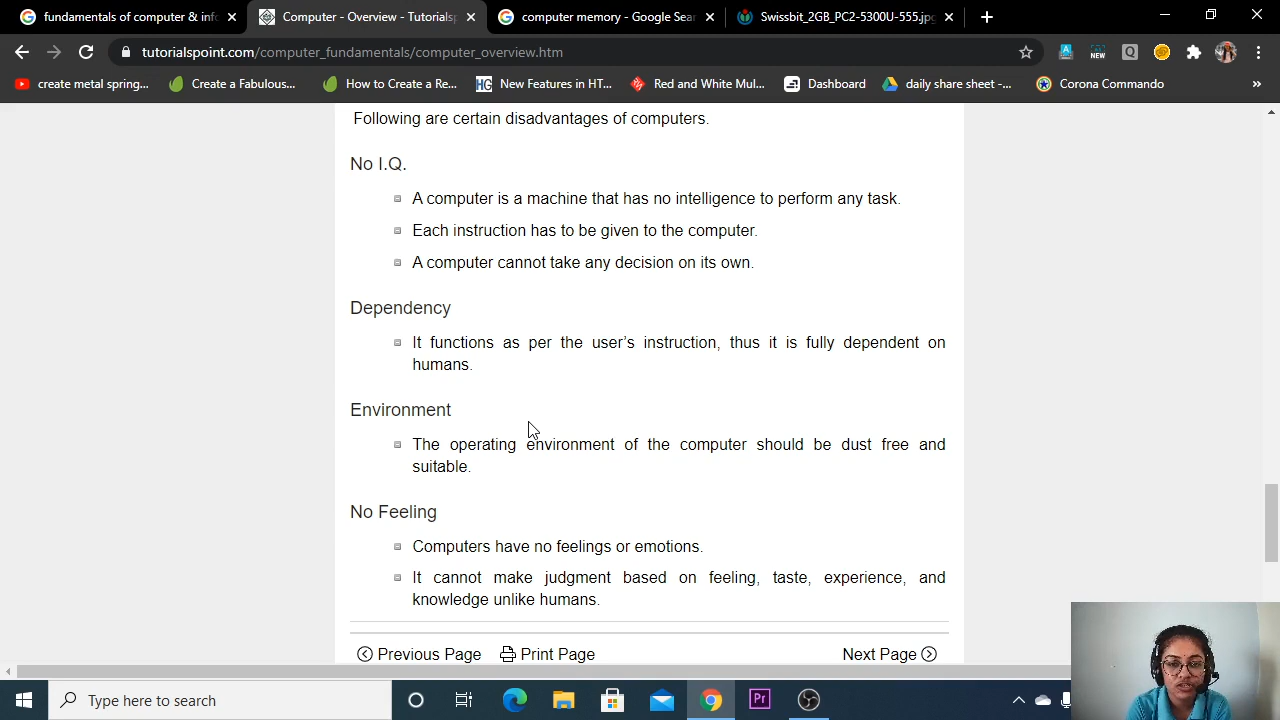 fundamentals of computer & inf
Computer - Overview - Tutorialsp
computer memory - Google Sear
Swissbit_2GB_PC2-5300U-555.jpg
tutorialspoint.com/computer_fundamentals/computer_overview.htm
NEW
create metal spring...
Create a Fabulous...
How to Create a Re...
HG New Features in HT...
Red and White Mul...
Dashboard
daily share sheet -...
Corona Commando
»
Following are certain disadvantages of computers.
No I.Q.
A computer is a machine that has no intelligence to perform any task.
Each instruction has to be given to the computer.
A computer cannot take any decision on its own.
Dependency
It functions as per the user's instruction, thus it is fully dependent on
humans.
Environment
The operating environment of the computer should be dust free and
suitable.
No Feeling
Computers have no feelings or emotions.
It cannot make judgment based on feeling, taste, experience, and
knowledge unlike humans.
Previous Page
Print Page
Next Page
Type here to search
Pr